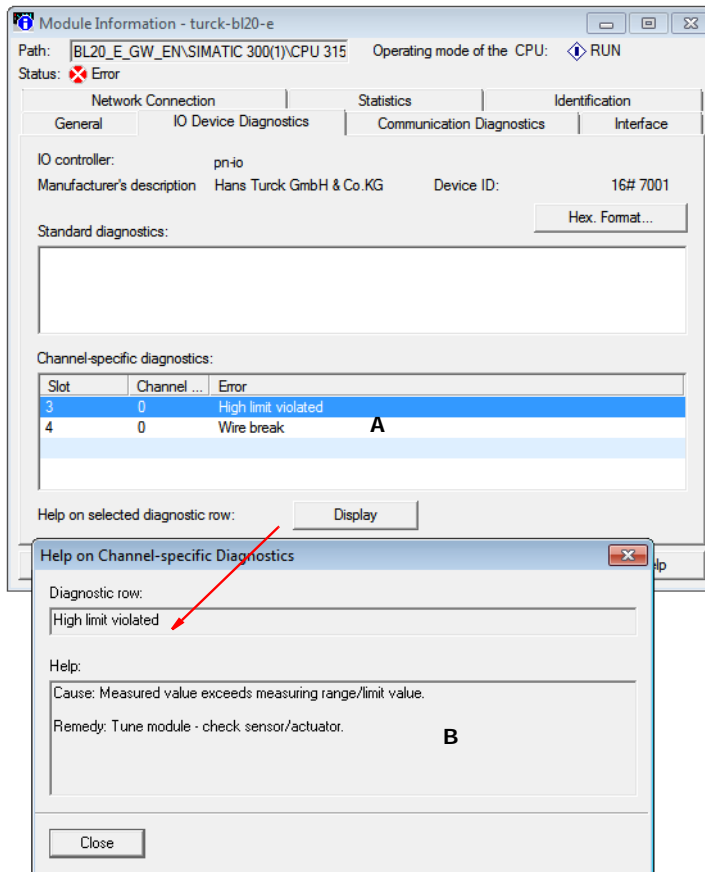 Module Information - turck-bl20-e
Path: BL20_E_GW_EN\SIMATIC 300(1)\CPU 315 Operating mode of the CPU: RUN
Status: Error
Network Connection Statistics Identification
General IO Device Diagnostics Communication Diagnostics Interface
IO controller: pn-io
Manufacturer's description Hans Turck GmbH & Co.KG Device ID: 16# 7001
Hex. Format...
Standard diagnostics:
Channel-specific diagnostics:
Slot Channel ... Error
3 0 High limit violated
4 0 Wire break
A
Help on selected diagnostic row: Display
Help on Channel-specific Diagnostics
Diagnostic row:
High limit violated
Help:
Cause: Measured value exceeds measuring range/limit value.
Remedy: Tune module - check sensor/actuator.
B
Close